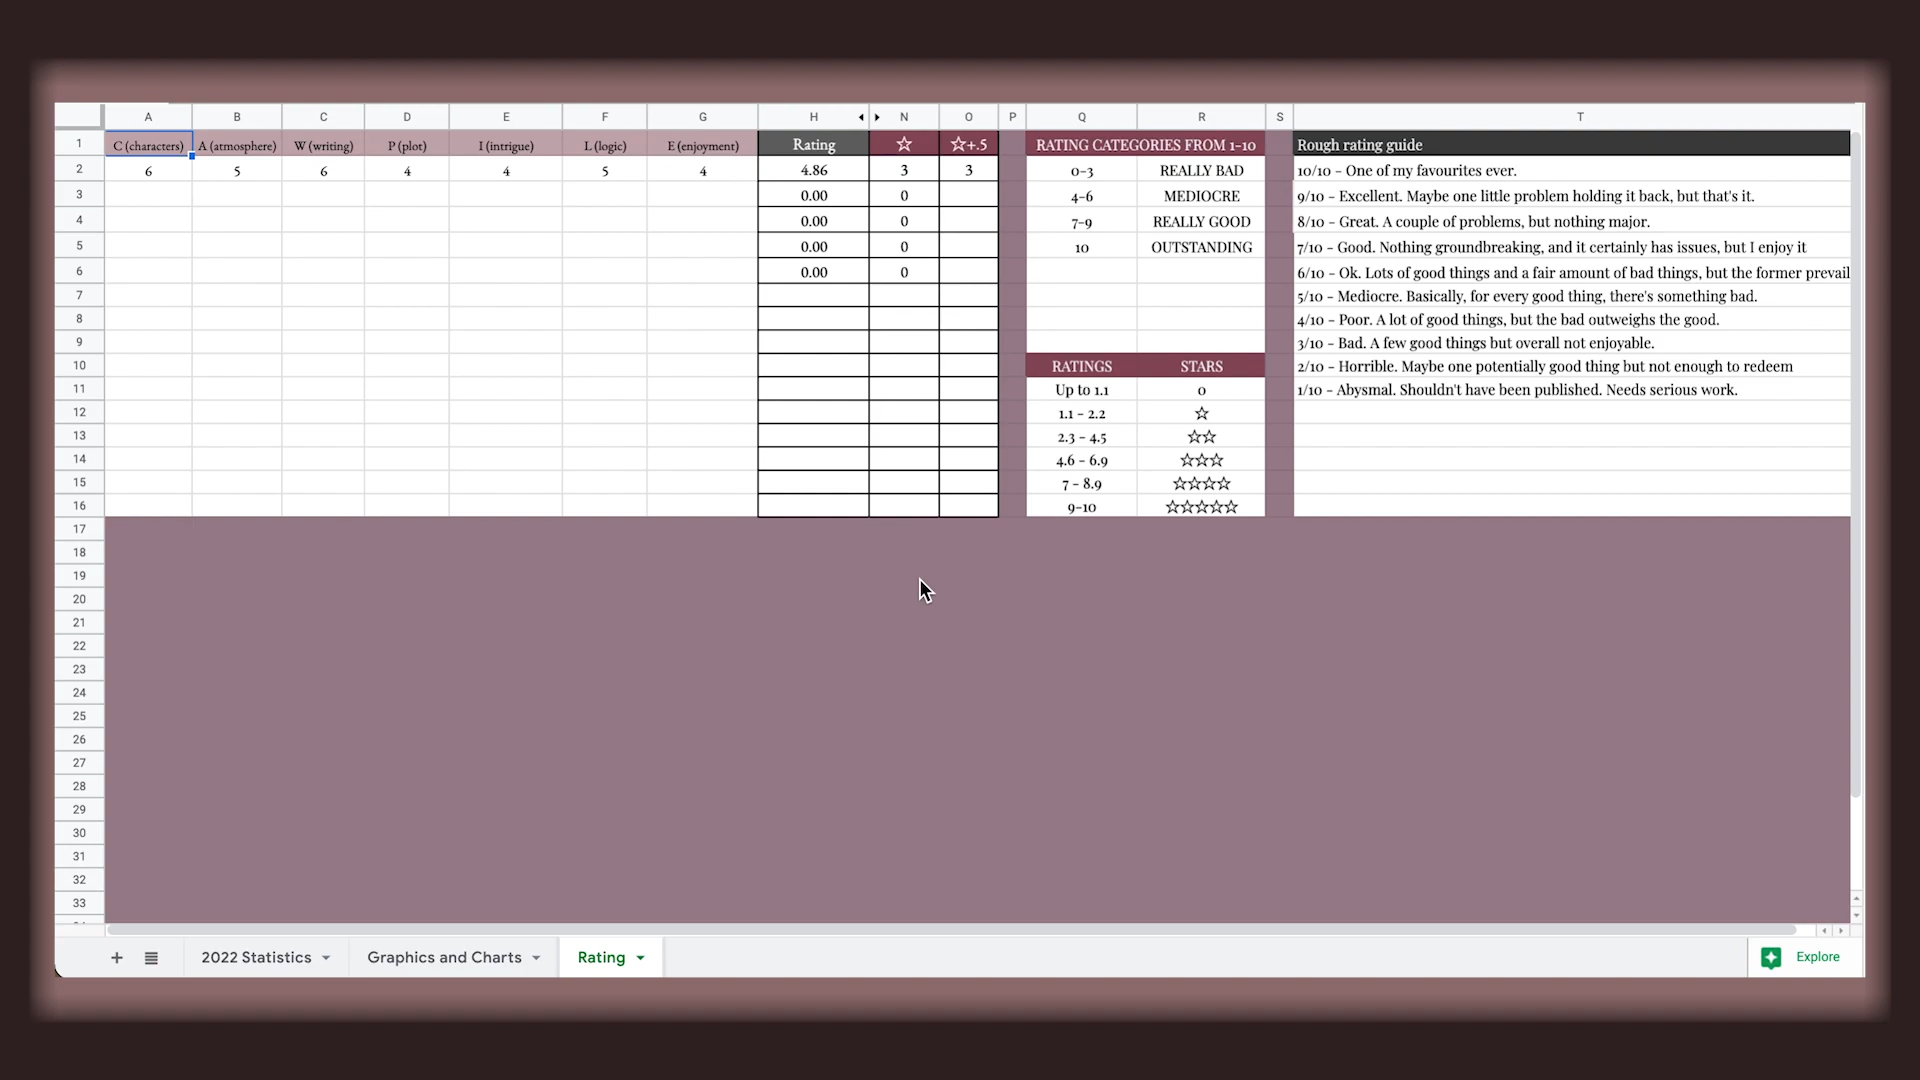 A B C D E F G H N O P Q R S T
1 C (characters) A (atmosphere) W (writing) P (plot) I (intrigue) L (logic) E (enjoyment) Rating ☆ ☆+.5 RATING CATEGORIES FROM 1-10 Rough rating guide
2 6 5 6 4 4 5 4 4.86 3 3 0-3 REALLY BAD 10/10 - One of my favourites ever.
3 0.00 0 4-6 MEDIOCRE 9/10 - Excellent. Maybe one little problem holding it back, but that's it.
4 0.00 0 7-9 REALLY GOOD 8/10 - Great. A couple of problems, but nothing major.
5 0.00 0 10 OUTSTANDING 7/10 - Good. Nothing groundbreaking, and it certainly has issues, but I enjoy it
6 0.00 0 6/10 - Ok. Lots of good things and a fair amount of bad things, but the former prevail
7 5/10 - Mediocre. Basically, for every good thing, there's something bad.
8 4/10 - Poor. A lot of good things, but the bad outweighs the good.
9 3/10 - Bad. A few good things but overall not enjoyable.
10 RATINGS STARS 2/10 - Horrible. Maybe one potentially good thing but not enough to redeem
11 Up to 1.1 0 1/10 - Abysmal. Shouldn't have been published. Needs serious work.
12 1.1 - 2.2 ☆
13 2.3 - 4.5 ☆☆
14 4.6 - 6.9 ☆☆☆
15 7 - 8.9 ☆☆☆☆
16 9-10 ☆☆☆☆☆
17
18
19
20
21
22
23
24
25
26
27
28
29
30
31
32
33
2022 Statistics Graphics and Charts Rating Explore